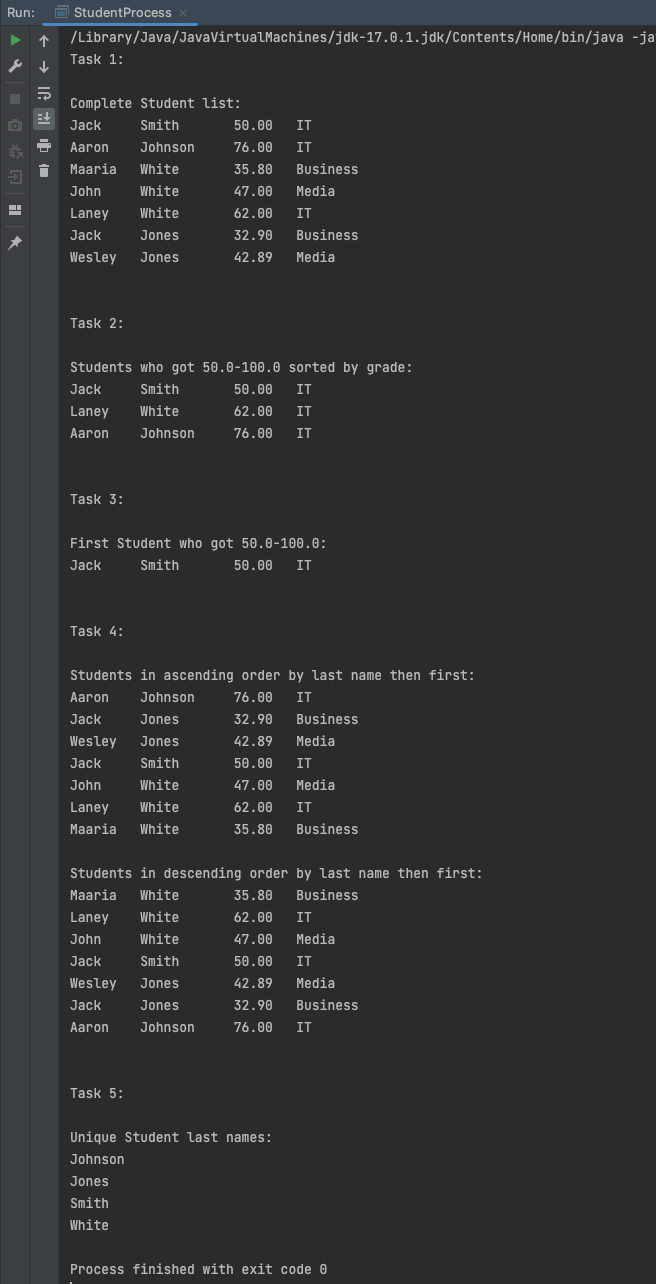 Run: StudentProcess
/Library/Java/JavaVirtualMachines/jdk-17.0.1.jdk/Contents/Home/bin/java -ja
Task 1:
Complete Student list:
Jack Smith 50.00 IT
Aaron Johnson 76.00 IT
Maaria White 35.80 Business
John White 47.00 Media
Laney White 62.00 IT
Jack Jones 32.90 Business
Wesley Jones 42.89 Media
Task 2:
Students who got 50.0-100.0 sorted by grade:
Jack Smith 50.00 IT
Laney White 62.00 IT
Aaron Johnson 76.00 IT
Task 3:
First Student who got 50.0-100.0:
Jack Smith 50.00 IT
Task 4:
Students in ascending order by last name then first:
Aaron Johnson 76.00 IT
Jack Jones 32.90 Business
Wesley Jones 42.89 Media
Jack Smith 50.00 IT
John White 47.00 Media
Laney White 62.00 IT
Maaria White 35.80 Business
Students in descending order by last name then first:
Maaria White 35.80 Business
Laney White 62.00 IT
John White 47.00 Media
Jack Smith 50.00 IT
Wesley Jones 42.89 Media
Jack Jones 32.90 Business
Aaron Johnson 76.00 IT
Task 5:
Unique Student last names:
Johnson
Jones
Smith
White
Process finished with exit code 0